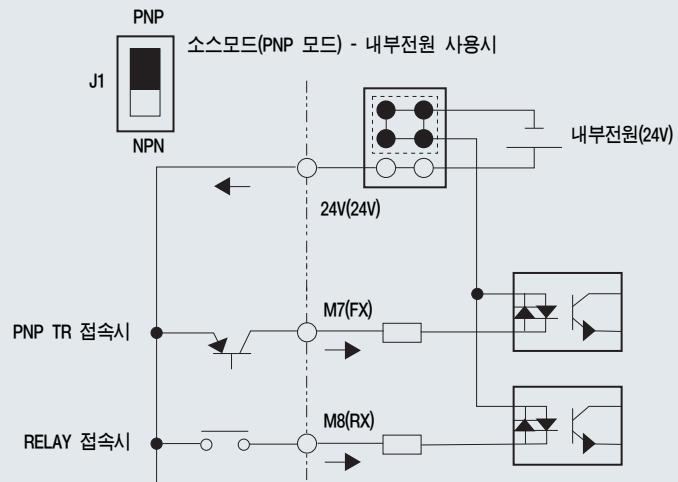 PNP
소스모드(PNP 모드) - 내부전원 사용시
J1
NPN
내부전원(24V)
24V(24V)
M7(FX)
PNP TR 접속시
M8(RX)
RELAY 접속시